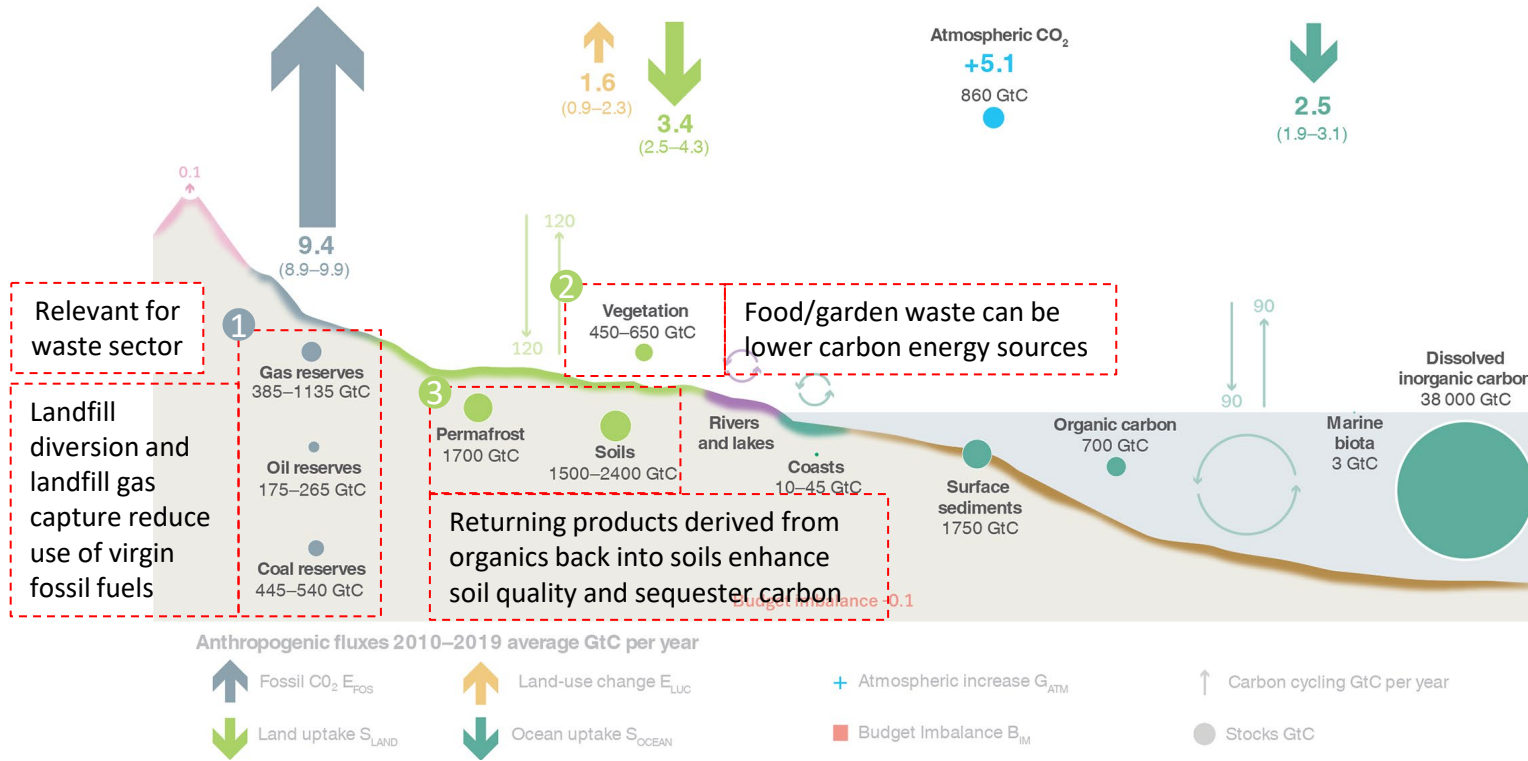 Atmospheric CO₂
+5.1
860 GtC
1.6
(0.9–2.3)
3.4
(2.5–4.3)
2.5
(1.9–3.1)
0.1
9.4
(8.9–9.9)
120
120
Relevant for
waste sector
1
Gas reserves
385–1135 GtC
Oil reserves
175–265 GtC
Coal reserves
445–540 GtC
Landfill
diversion and
landfill gas
capture reduce
use of virgin
fossil fuels
2
Vegetation
450–650 GtC
Food/garden waste can be
lower carbon energy sources
3
Permafrost
1700 GtC
Soils
1500–2400 GtC
Returning products derived from
organics back into soils enhance
soil quality and sequester carbon
Budget imbalance -0.1
Rivers
and lakes
Coasts
10–45 GtC
Surface
sediments
1750 GtC
Organic carbon
700 GtC
90
90
Marine
biota
3 GtC
Dissolved
inorganic carbon
38 000 GtC
Anthropogenic fluxes 2010–2019 average GtC per year
Fossil C0₂ E_FOS
Land-use change E_LUC
+ Atmospheric increase G_ATM
Carbon cycling GtC per year
Land uptake S_LAND
Ocean uptake S_OCEAN
Budget Imbalance B_IM
Stocks GtC